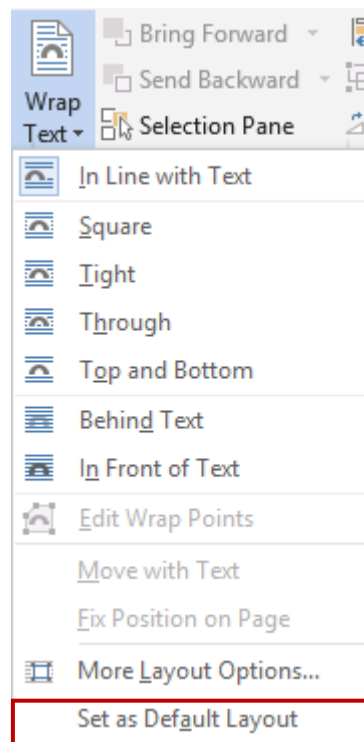 Bring Forward
Send Backward
Wrap
Text
Selection Pane
In Line with Text
Square
Tight
Through
Top and Bottom
Behind Text
In Front of Text
Edit Wrap Points
Move with Text
Fix Position on Page
More Layout Options...
Set as Default Layout